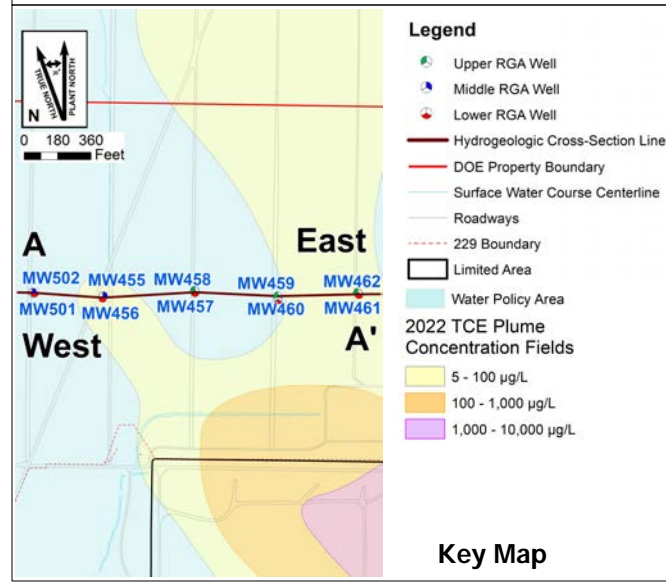 TRUE NORTH
PLANT NORTH
N
0 180 360
Feet
A
East
MW502 MW455 MW458 MW459 MW462
MW501 MW456 MW457 MW460 MW461
West
A'
Legend
Upper RGA Well
Middle RGA Well
Lower RGA Well
Hydrogeologic Cross-Section Line
DOE Property Boundary
Surface Water Course Centerline
Roadways
229 Boundary
Limited Area
Water Policy Area
2022 TCE Plume
Concentration Fields
5 - 100 µg/L
100 - 1,000 µg/L
1,000 - 10,000 µg/L
Key Map